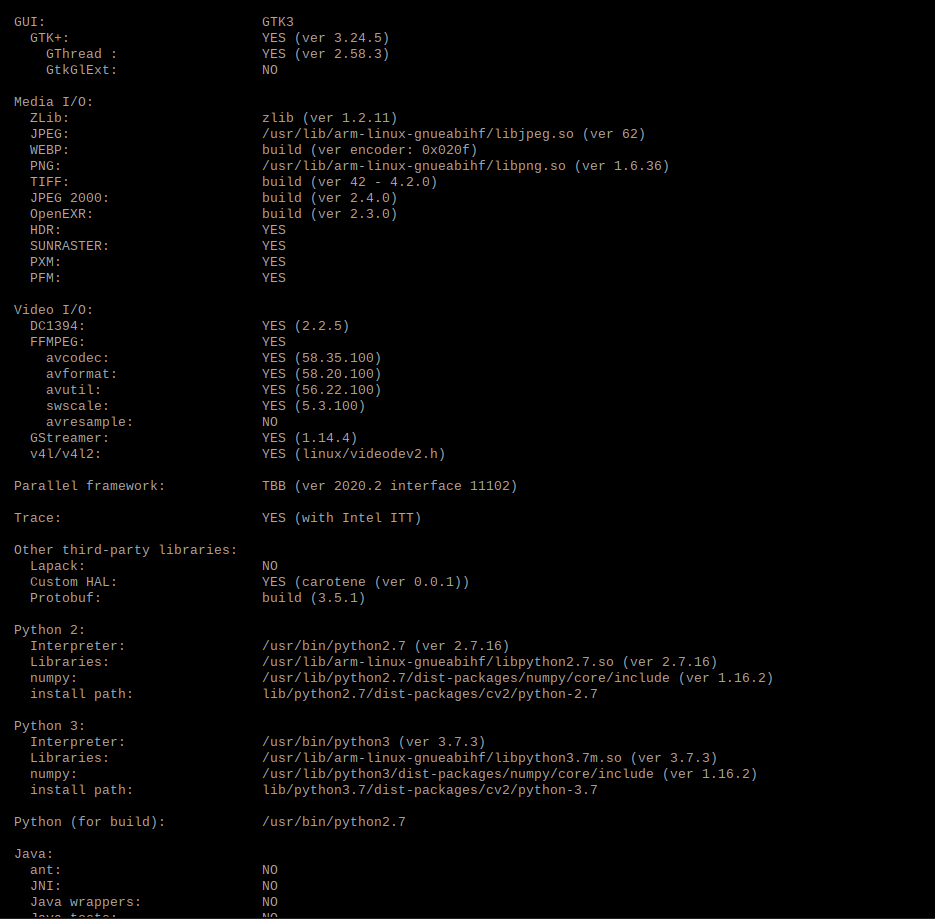 GUI: GTK3
GTK+: YES (ver 3.24.5)
GThread : YES (ver 2.58.3)
GtkGlExt: NO
Media I/O:
ZLib: zlib (ver 1.2.11)
JPEG: /usr/lib/arm-linux-gnueabihf/libjpeg.so (ver 62)
WEBP: build (ver encoder: 0x020f)
PNG: /usr/lib/arm-linux-gnueabihf/libpng.so (ver 1.6.36)
TIFF: build (ver 42 - 4.2.0)
JPEG 2000: build (ver 2.4.0)
OpenEXR: build (ver 2.3.0)
HDR: YES
SUNRASTER: YES
PXM: YES
PFM: YES
Video I/O:
DC1394: YES (2.2.5)
FFMPEG: YES
avcodec: YES (58.35.100)
avformat: YES (58.20.100)
avutil: YES (56.22.100)
swscale: YES (5.3.100)
avresample: NO
GStreamer: YES (1.14.4)
v4l/v4l2: YES (linux/videodev2.h)
Parallel framework: TBB (ver 2020.2 interface 11102)
Trace: YES (with Intel ITT)
Other third-party libraries:
Lapack: NO
Custom HAL: YES (carotene (ver 0.0.1))
Protobuf: build (3.5.1)
Python 2:
Interpreter: /usr/bin/python2.7 (ver 2.7.16)
Libraries: /usr/lib/arm-linux-gnueabihf/libpython2.7.so (ver 2.7.16)
numpy: /usr/lib/python2.7/dist-packages/numpy/core/include (ver 1.16.2)
install path: lib/python2.7/dist-packages/cv2/python-2.7
Python 3:
Interpreter: /usr/bin/python3 (ver 3.7.3)
Libraries: /usr/lib/arm-linux-gnueabihf/libpython3.7m.so (ver 3.7.3)
numpy: /usr/lib/python3/dist-packages/numpy/core/include (ver 1.16.2)
install path: lib/python3.7/dist-packages/cv2/python-3.7
Python (for build): /usr/bin/python2.7
Java:
ant: NO
JNI: NO
Java wrappers: NO
Java tests: NO